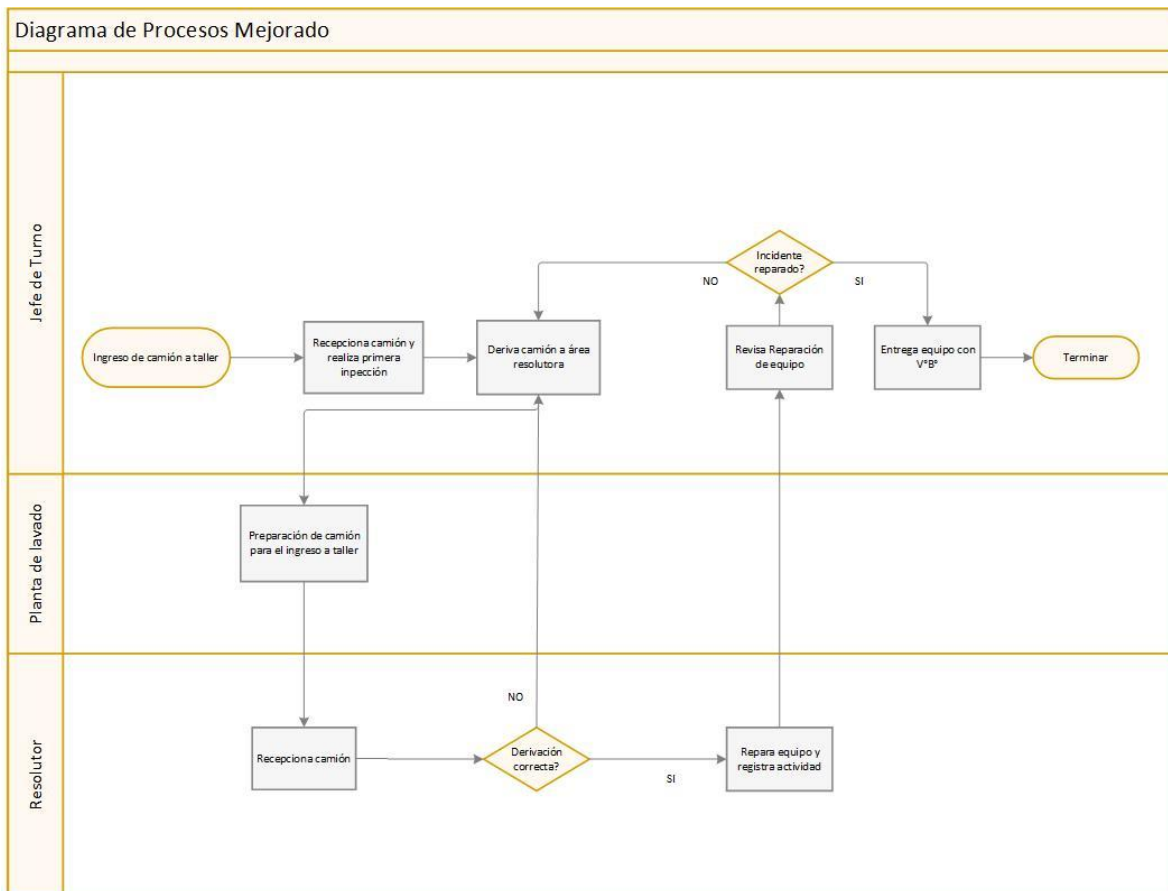 Diagrama de Procesos Mejorado
Jefe de Turno
Incidente
reparado?
NO
SI
Ingreso de camión a taller
Recepciona camión y
realiza primera
inpección
Deriva camión a área
resolutora
Revisa Reparación
de equipo
Entrega equipo con
V°B°
Terminar
Planta de lavado
Preparación de camión
para el ingreso a taller
Resolutor
NO
Recepciona camión
Derivación
correcta?
SI
Repara equipo y
registra actividad